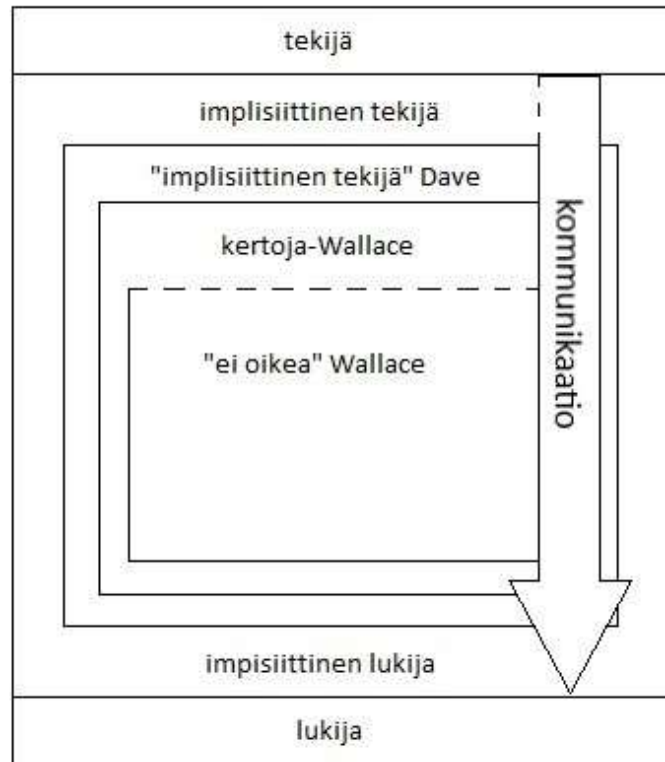 tekijä
implisiittinen tekijä
"implisiittinen tekijä" Dave
kertoja-Wallace
"ei oikea" Wallace
kommunikaatio
impisiittinen lukija
lukija